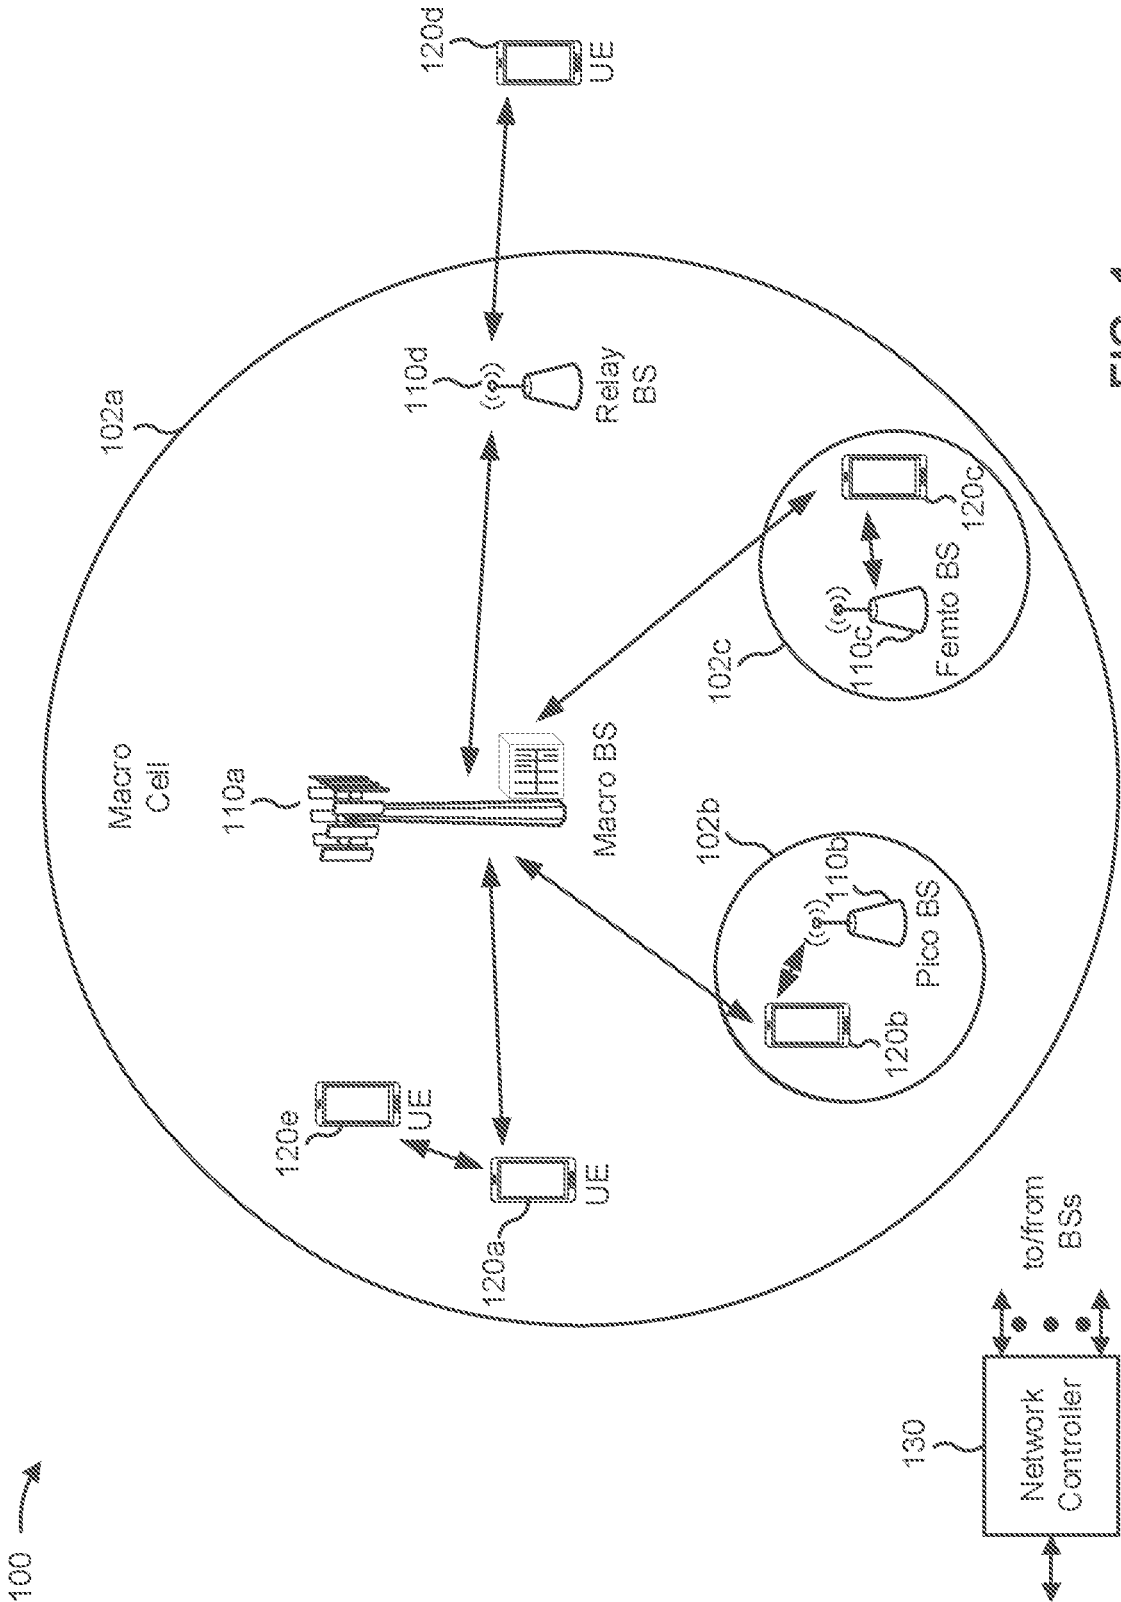 100
102a
Macro
Cell
110a
120d
UE
110d
Relay
BS
Macro BS
120e
UE
120a
UE
102b
110b
Pico BS
120b
102c
110c
Femto BS
120c
130
Network
Controller
to/from
BSs